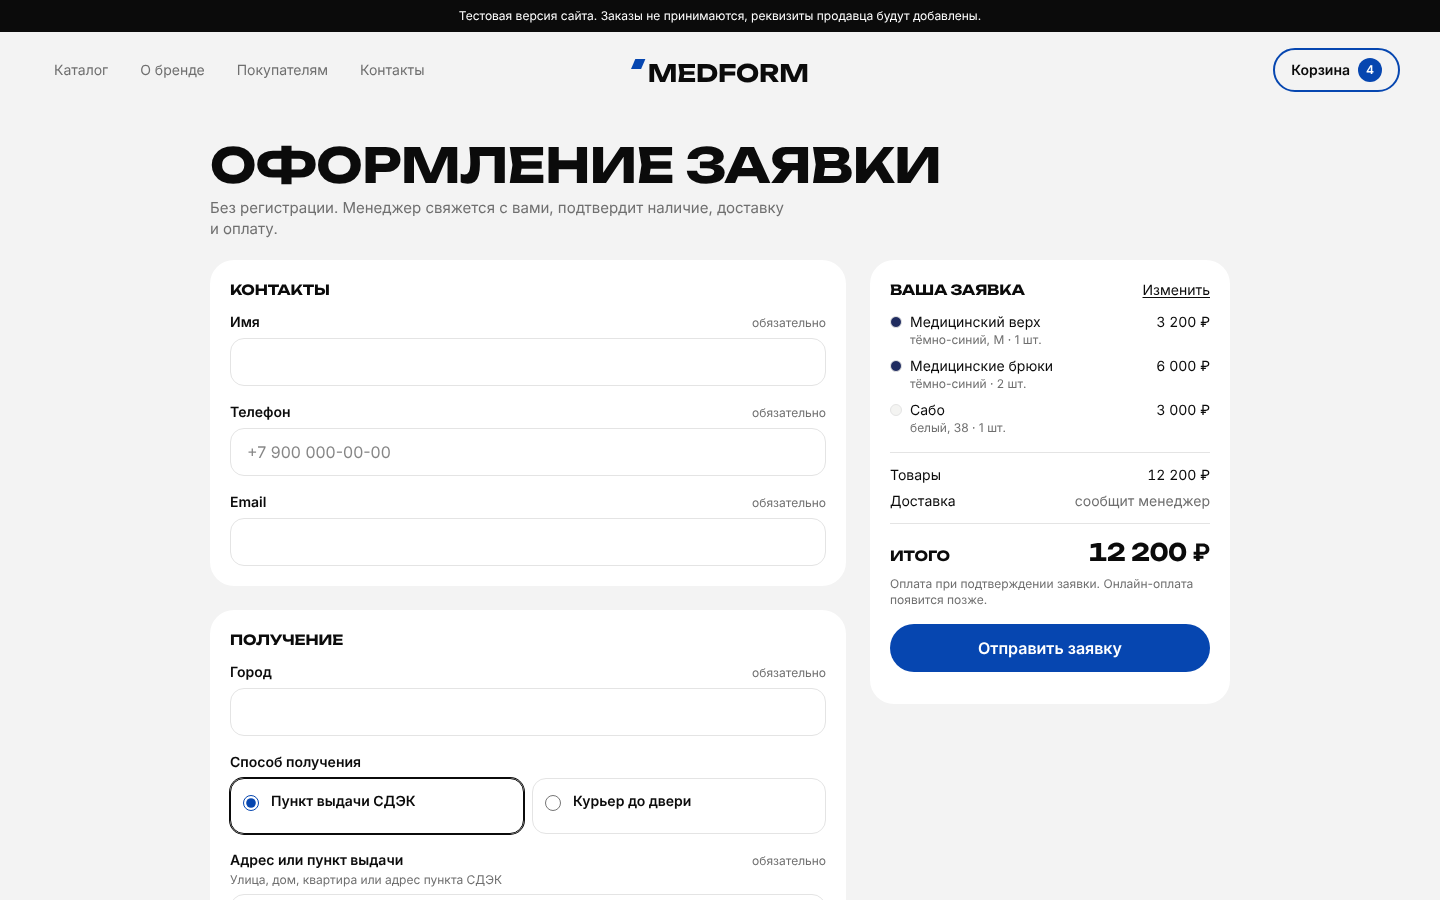 Тестовая версия сайта. Заказы не принимаются, реквизиты продавца будут добавлены.
Каталог О бренде Покупателям Контакты
MEDFORM
Корзина 4
ОФОРМЛЕНИЕ ЗАЯВКИ
Без регистрации. Менеджер свяжется с вами, подтвердит наличие, доставку
и оплату.
КОНТАКТЫ
Имя обязательно
Телефон обязательно
+7 900 000-00-00
Email обязательно
ПОЛУЧЕНИЕ
Город обязательно
Способ получения
Пункт выдачи СДЭК
Курьер до двери
Адрес или пункт выдачи обязательно
Улица, дом, квартира или адрес пункта СДЭК
ВАША ЗАЯВКА Изменить
Медицинский верх 3 200 ₽
тёмно-синий, M · 1 шт.
Медицинские брюки 6 000 ₽
тёмно-синий · 2 шт.
Сабо 3 000 ₽
белый, 38 · 1 шт.
Товары 12 200 ₽
Доставка сообщит менеджер
ИТОГО 12 200 ₽
Оплата при подтверждении заявки. Онлайн-оплата
появится позже.
Отправить заявку